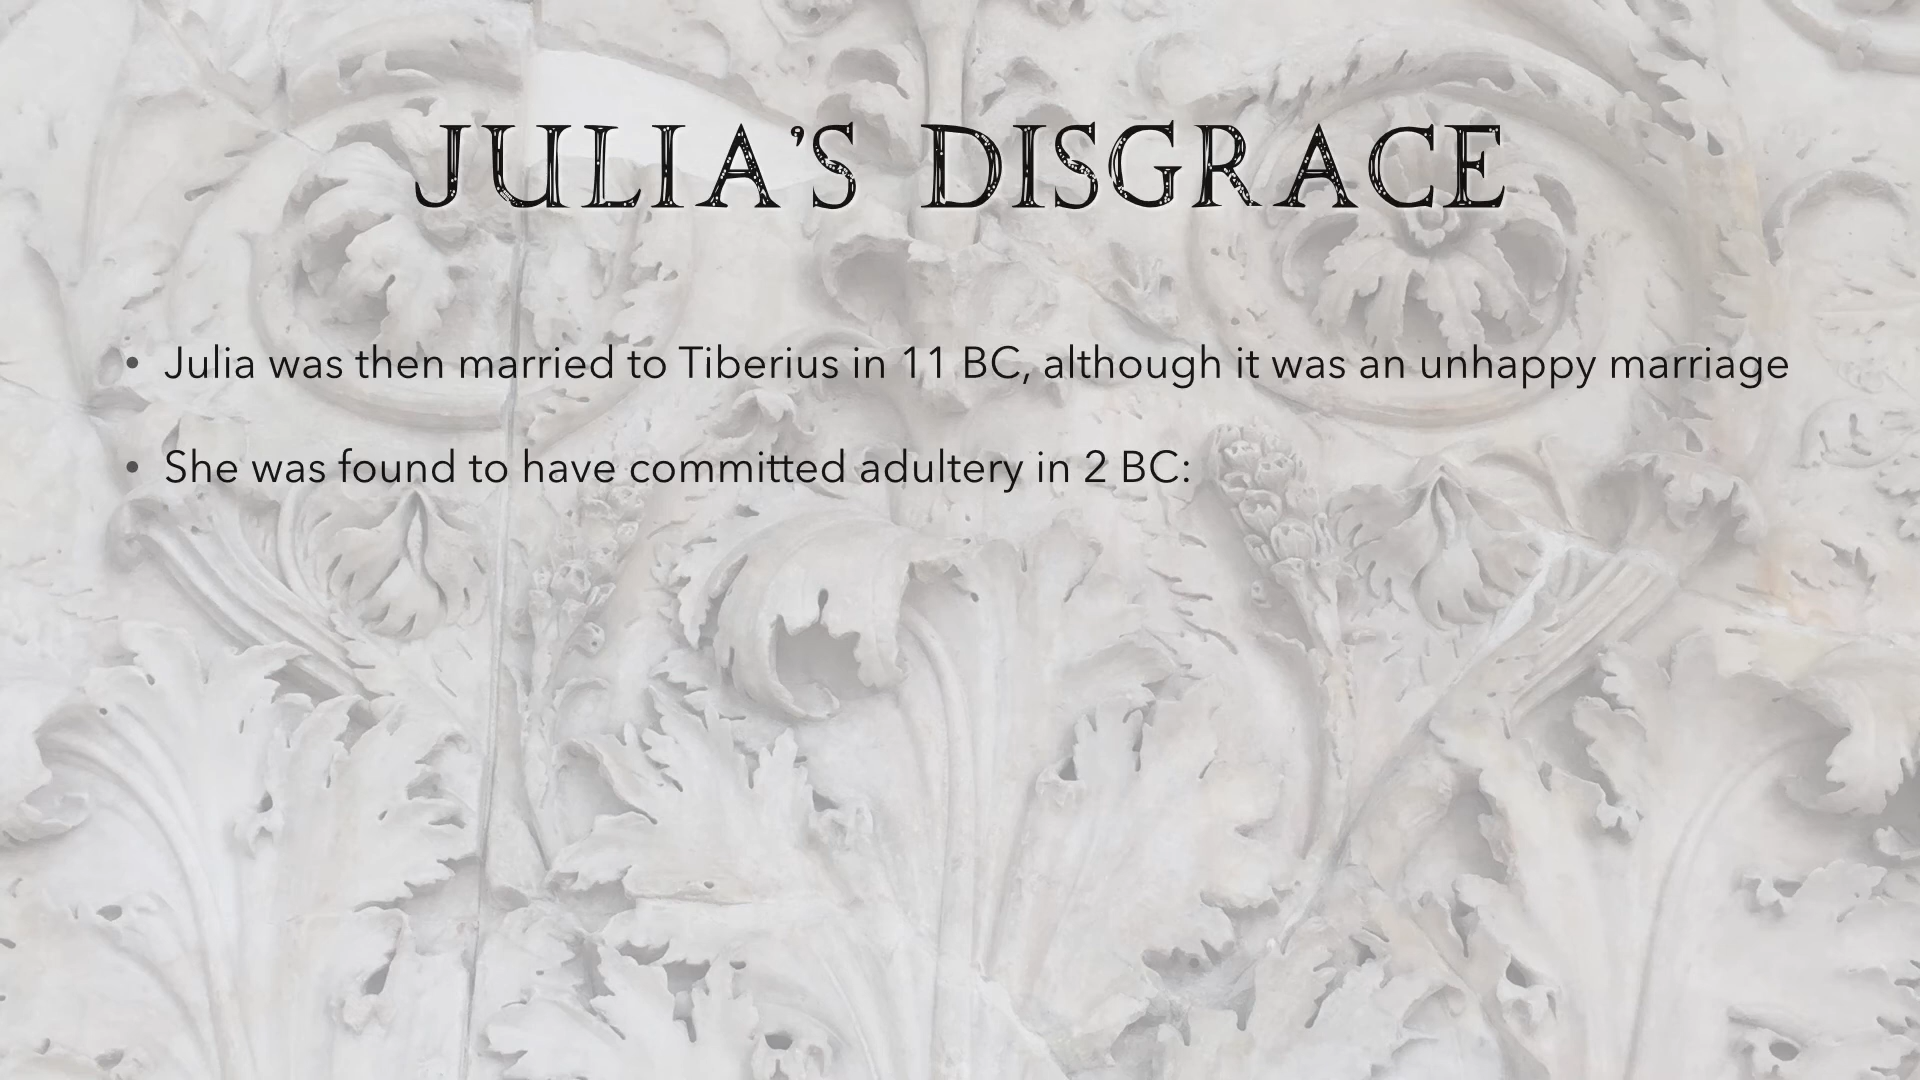 JULIA'S DISGRACE
• Julia was then married to Tiberius in 11 BC, although it was an unhappy marriage
• She was found to have committed adultery in 2 BC: